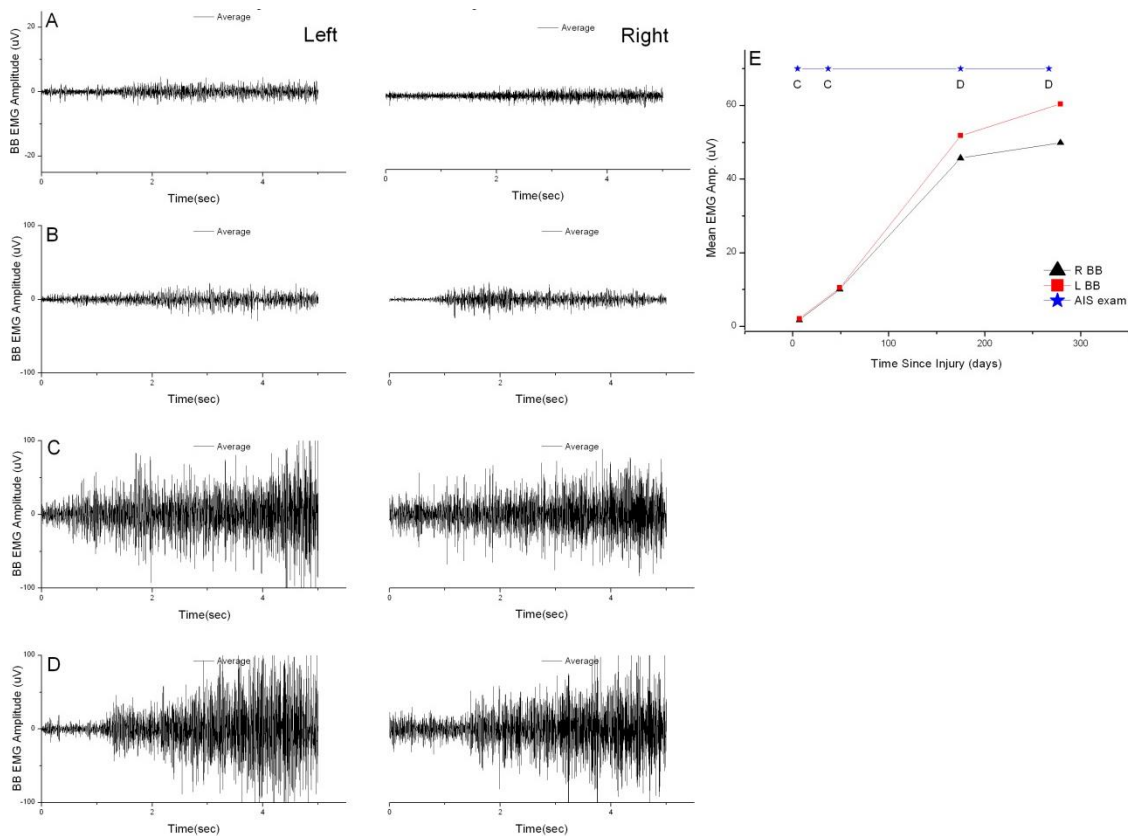 A
Average
Left
Average
Right
BB EMG Amplitude (uV)
20
0
-20
0
2
4
Time(sec)
0
2
4
Time(sec)
B
Average
Average
BB EMG Amplitude (uV)
100
0
-100
0
2
4
Time(sec)
0
2
4
Time(sec)
C
Average
Average
BB EMG Amplitude (uV)
100
0
-100
0
2
4
Time(sec)
0
2
4
Time(sec)
D
Average
Average
BB EMG Amplitude (uV)
100
0
-100
0
2
4
Time(sec)
0
2
4
Time(sec)
E
C
C
D
D
Mean EMG Amp. (uV)
60
40
20
0
R BB
L BB
AIS exam
0
100
200
300
Time Since Injury (days)